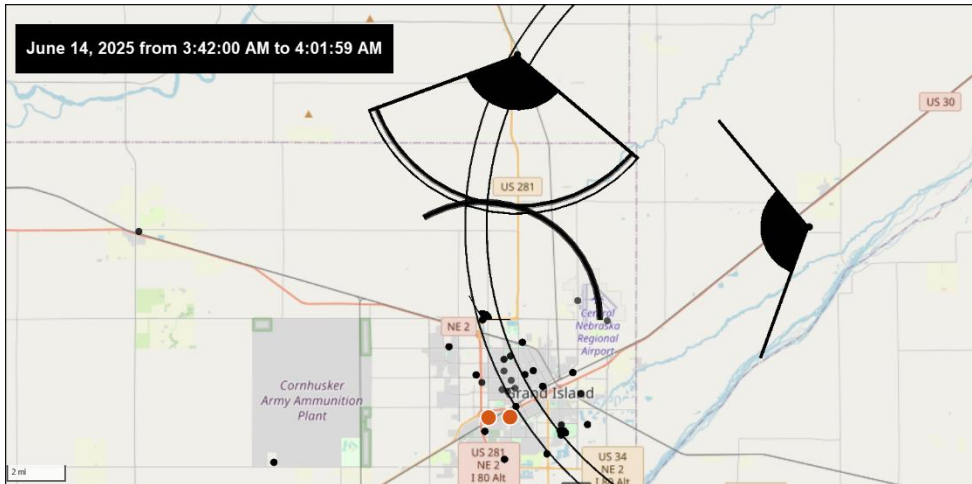 June 14, 2025 from 3:42:00 AM to 4:01:59 AM
US 30
US 281
NE 2
Central
Nebraska
Regional
Airport
Cornhusker
Army Ammunition
Plant
Grand Island
US 281
NE 2
I 80 Alt
US 34
NE 2
I 80 Alt
2 mi